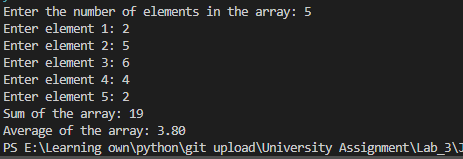 Enter the number of elements in the array: 5
Enter element 1: 2
Enter element 2: 5
Enter element 3: 6
Enter element 4: 4
Enter element 5: 2
Sum of the array: 19
Average of the array: 3.80
PS E:\Learning own\python\git upload\University Assignment\Lab_3\